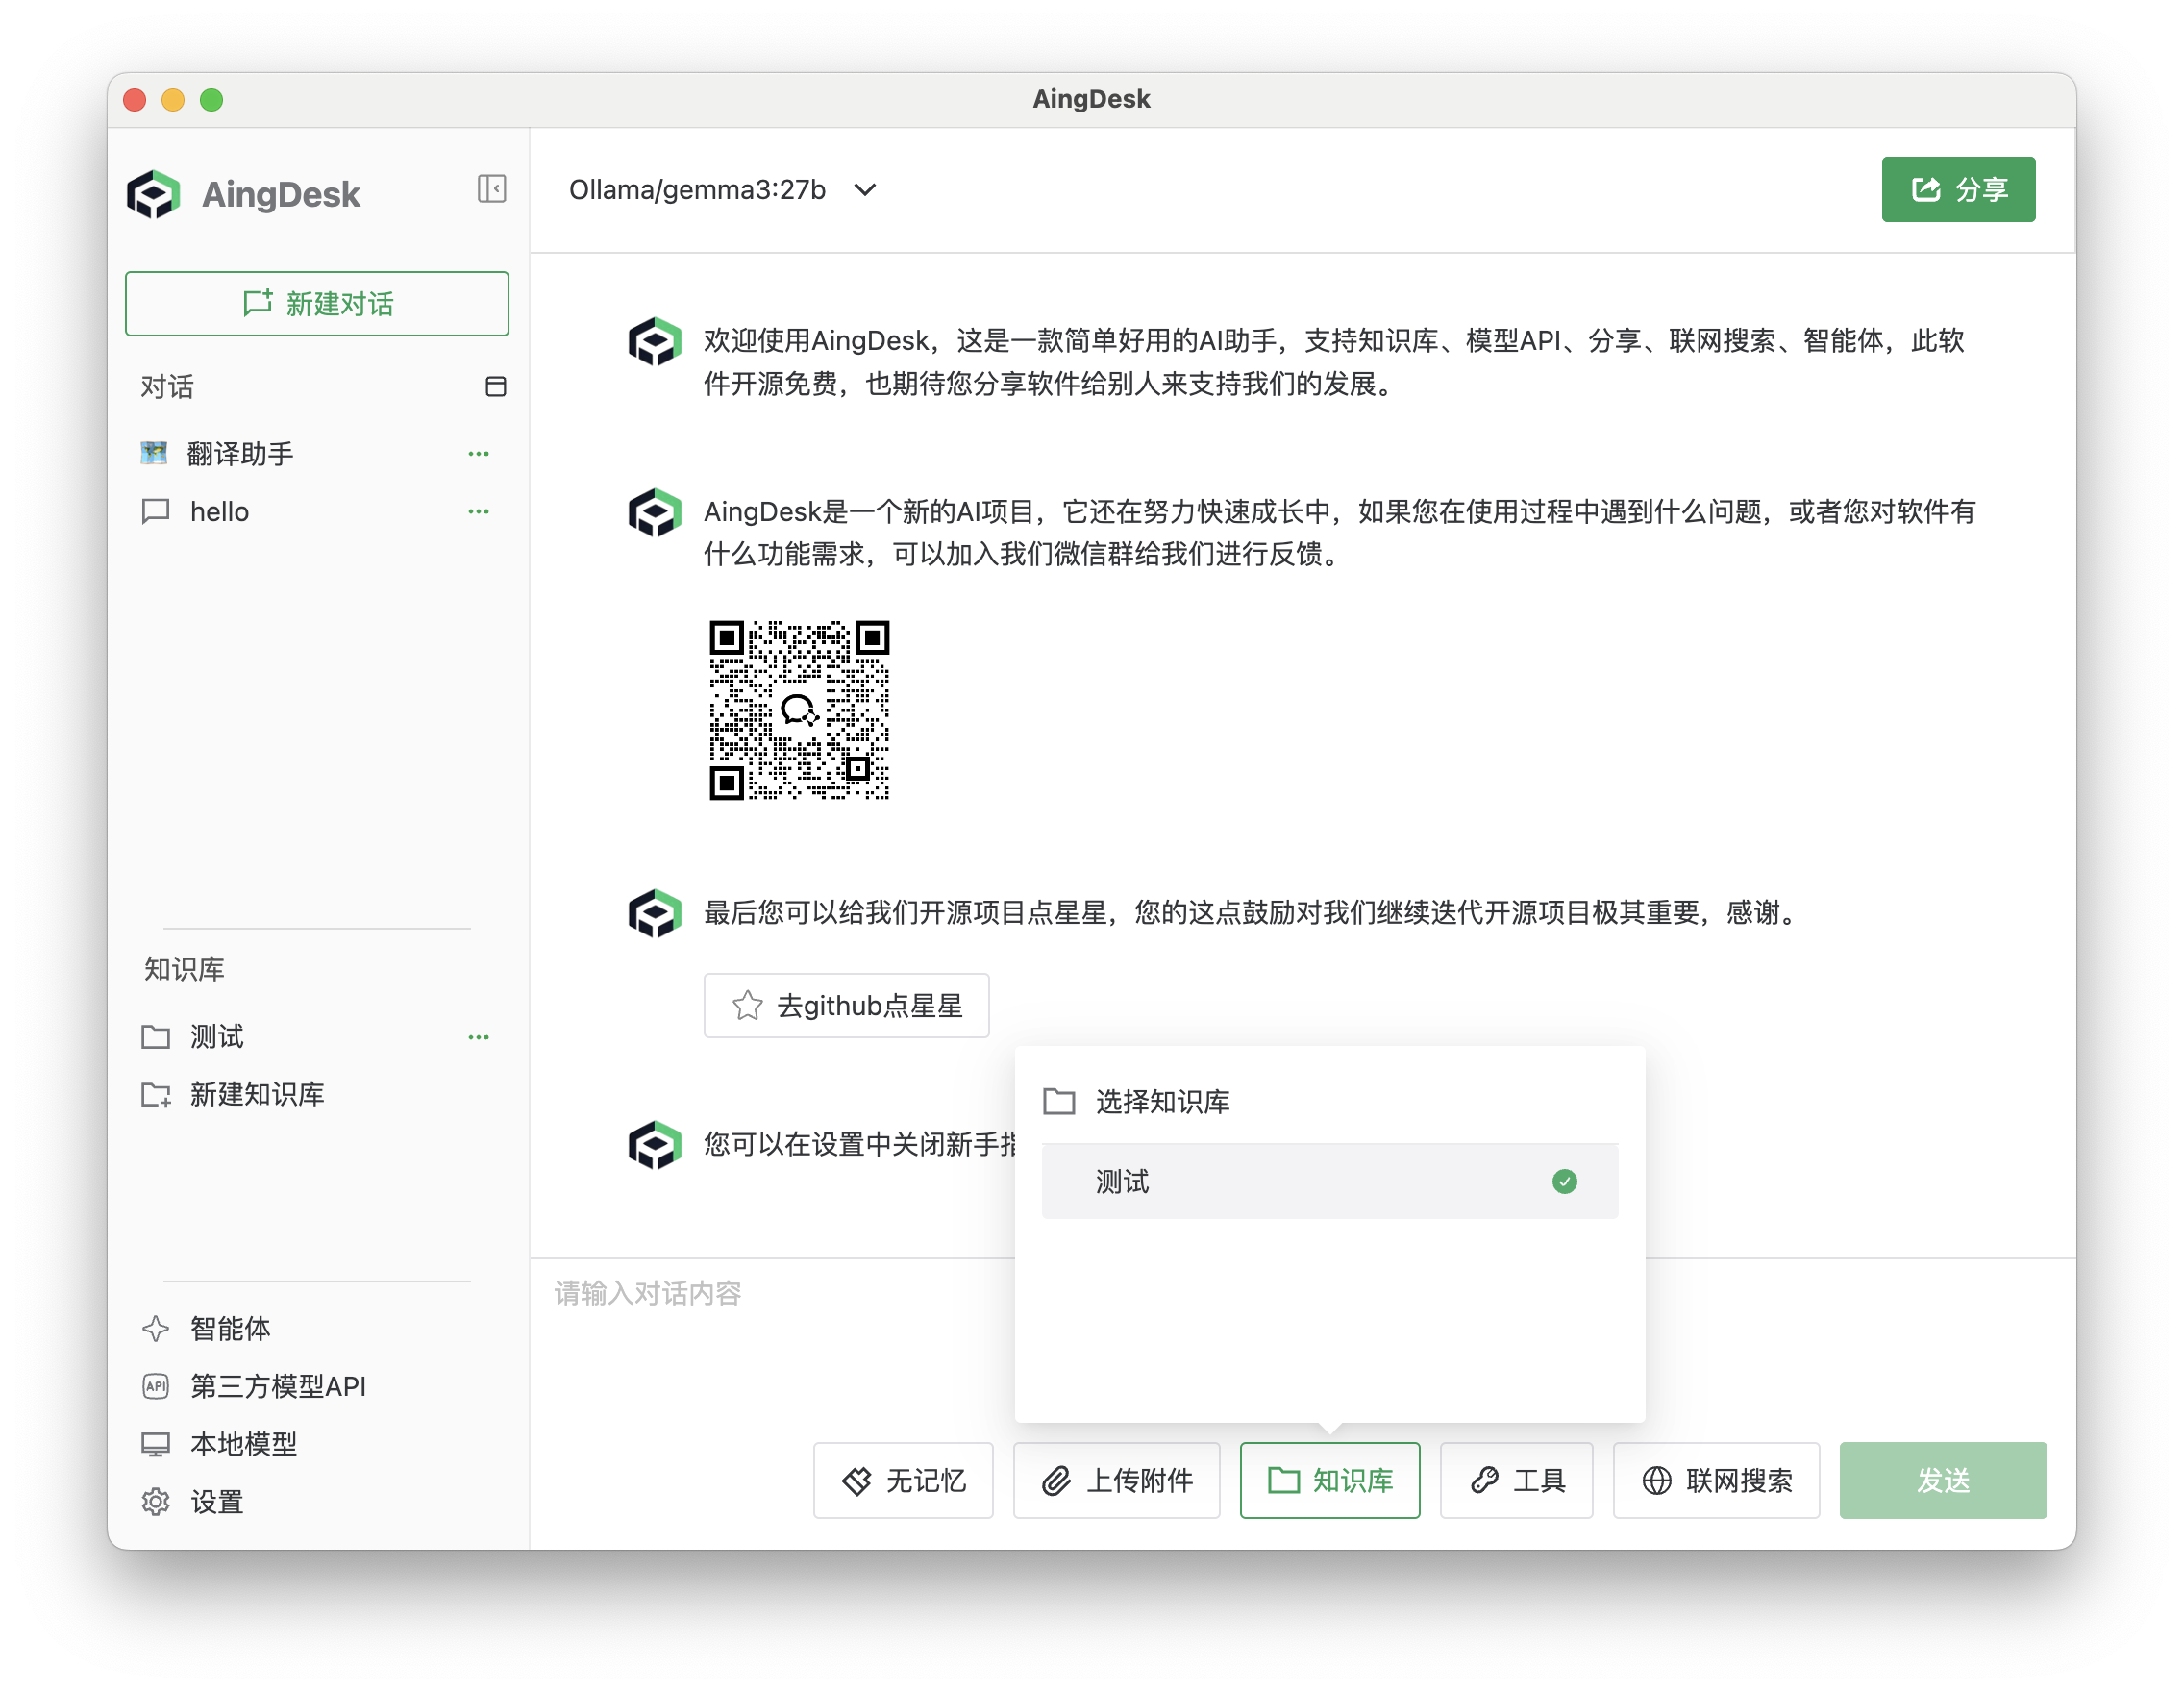 AingDesk
AingDesk
新建对话
对话
翻译助手
hello
知识库
测试
新建知识库
智能体
API
第三方模型API
本地模型
设置
Ollama/gemma3:27b
分享
欢迎使用AingDesk，这是一款简单好用的AI助手，支持知识库、模型API、分享、联网搜索、智能体，此软
件开源免费，也期待您分享软件给别人来支持我们的发展。
AingDesk是一个新的AI项目，它还在努力快速成长中，如果您在使用过程中遇到什么问题，或者您对软件有
什么功能需求，可以加入我们微信群给我们进行反馈。
最后您可以给我们开源项目点星星，您的这点鼓励对我们继续迭代开源项目极其重要，感谢。
去github点星星
您可以在设置中关闭新手
选择知识库
测试
请输入对话内容
无记忆
上传附件
知识库
工具
联网搜索
发送